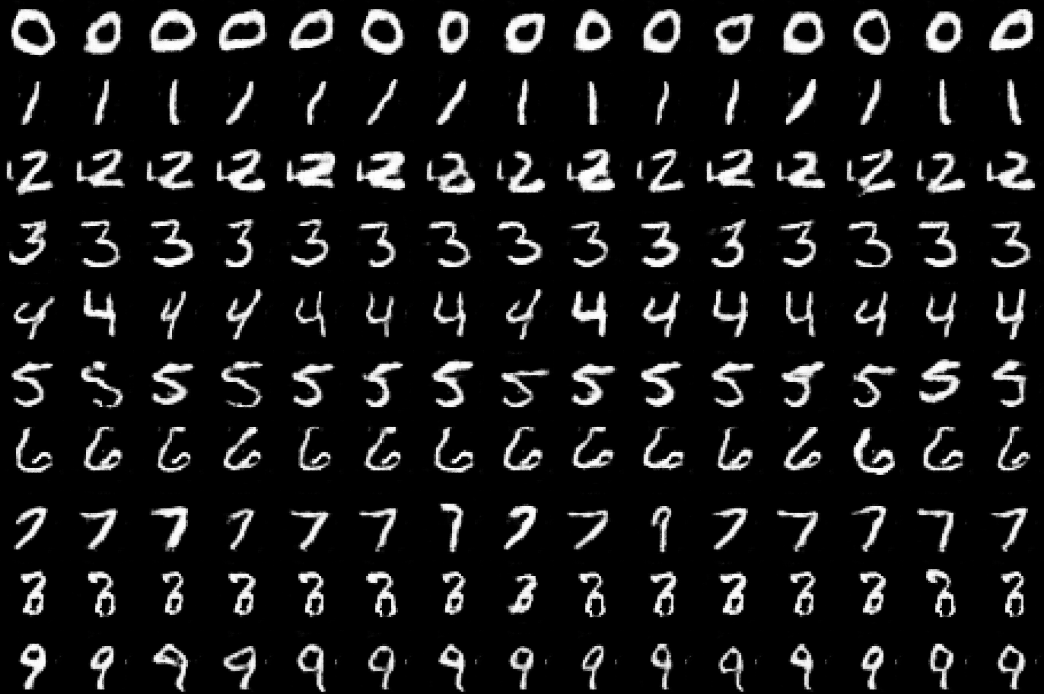 0 0 0 0 0 0 0 0 0 0 0 0 0 0 0
1 1 1 1 1 1 1 1 1 1 1 1 1 1 1
2 2 2 2 2 2 2 2 2 2 2 2 2 2 2
3 3 3 3 3 3 3 3 3 3 3 3 3 3 3
4 4 4 4 4 4 4 4 4 4 4 4 4 4 4
5 5 5 5 5 5 5 5 5 5 5 5 5 5 5
6 6 6 6 6 6 6 6 6 6 6 6 6 6 6
7 7 7 7 7 7 7 7 7 7 7 7 7 7 7
8 8 8 8 8 8 8 8 8 8 8 8 8 8 8
9 9 9 9 9 9 9 9 9 9 9 9 9 9 9